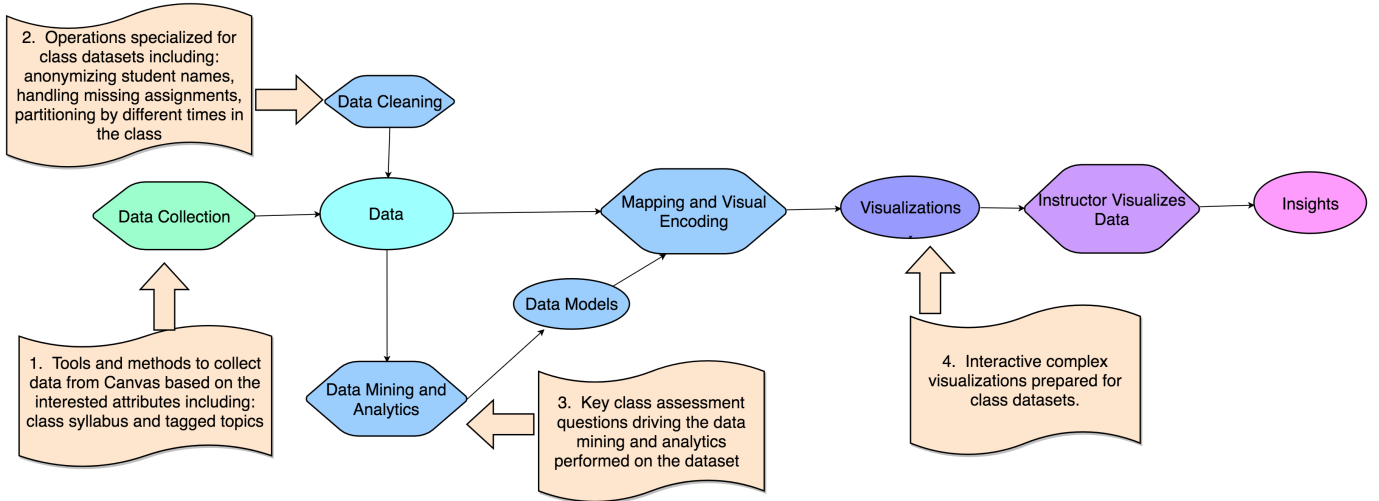 2.  Operations specialized for
class datasets including:
anonymizing student names,
handling missing assignments,
partitioning by different times in
the class
Data Cleaning
Data Collection
Data
Mapping and Visual
Encoding
Visualizations
Instructor Visualizes
Data
Insights
Data Models
1.  Tools and methods to collect
data from Canvas based on the
interested attributes including:
class syllabus and tagged topics
Data Mining and
Analytics
3.  Key class assessment
questions driving the data
mining and analytics
performed on the dataset
4.  Interactive complex
visualizations prepared for
class datasets.